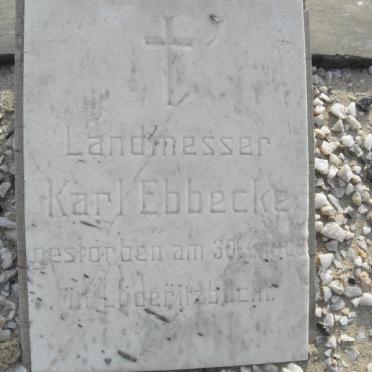 Landmesser
Karl Ebbecke
gestorben am
in Lüderitzbucht.